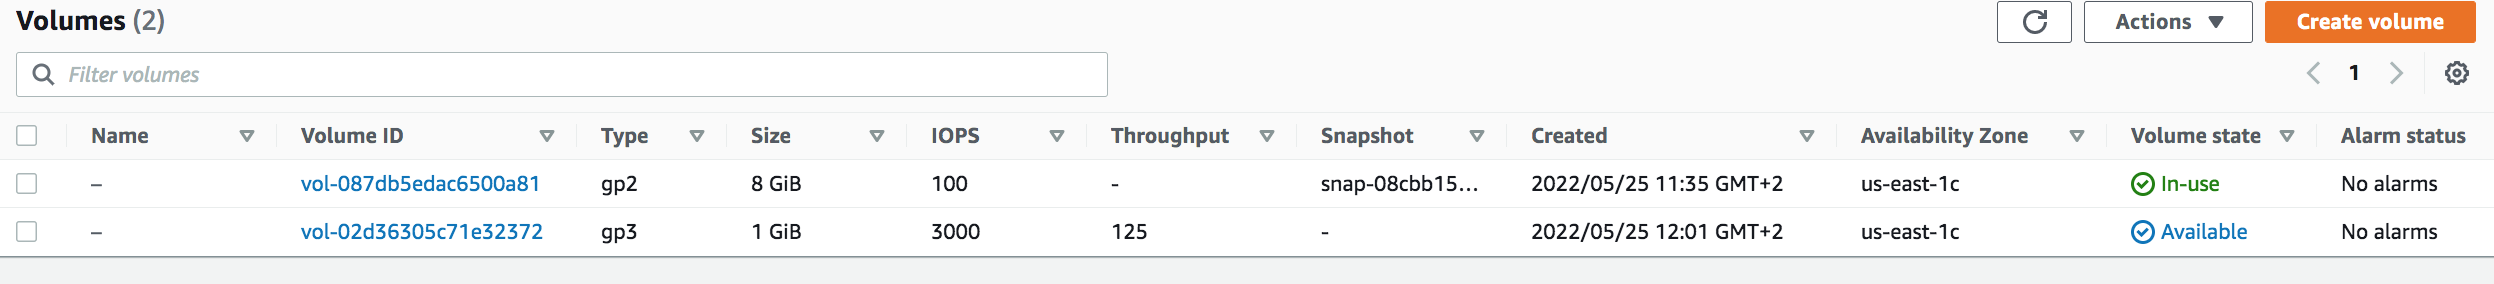 Volumes (2)
Actions
Create volume
Filter volumes
1
Name Volume ID Type Size IOPS Throughput Snapshot Created Availability Zone Volume state Alarm status
– vol-087db5edac6500a81 gp2 8 GiB 100 - snap-08cbb15... 2022/05/25 11:35 GMT+2 us-east-1c In-use No alarms
– vol-02d36305c71e32372 gp3 1 GiB 3000 125 - 2022/05/25 12:01 GMT+2 us-east-1c Available No alarms